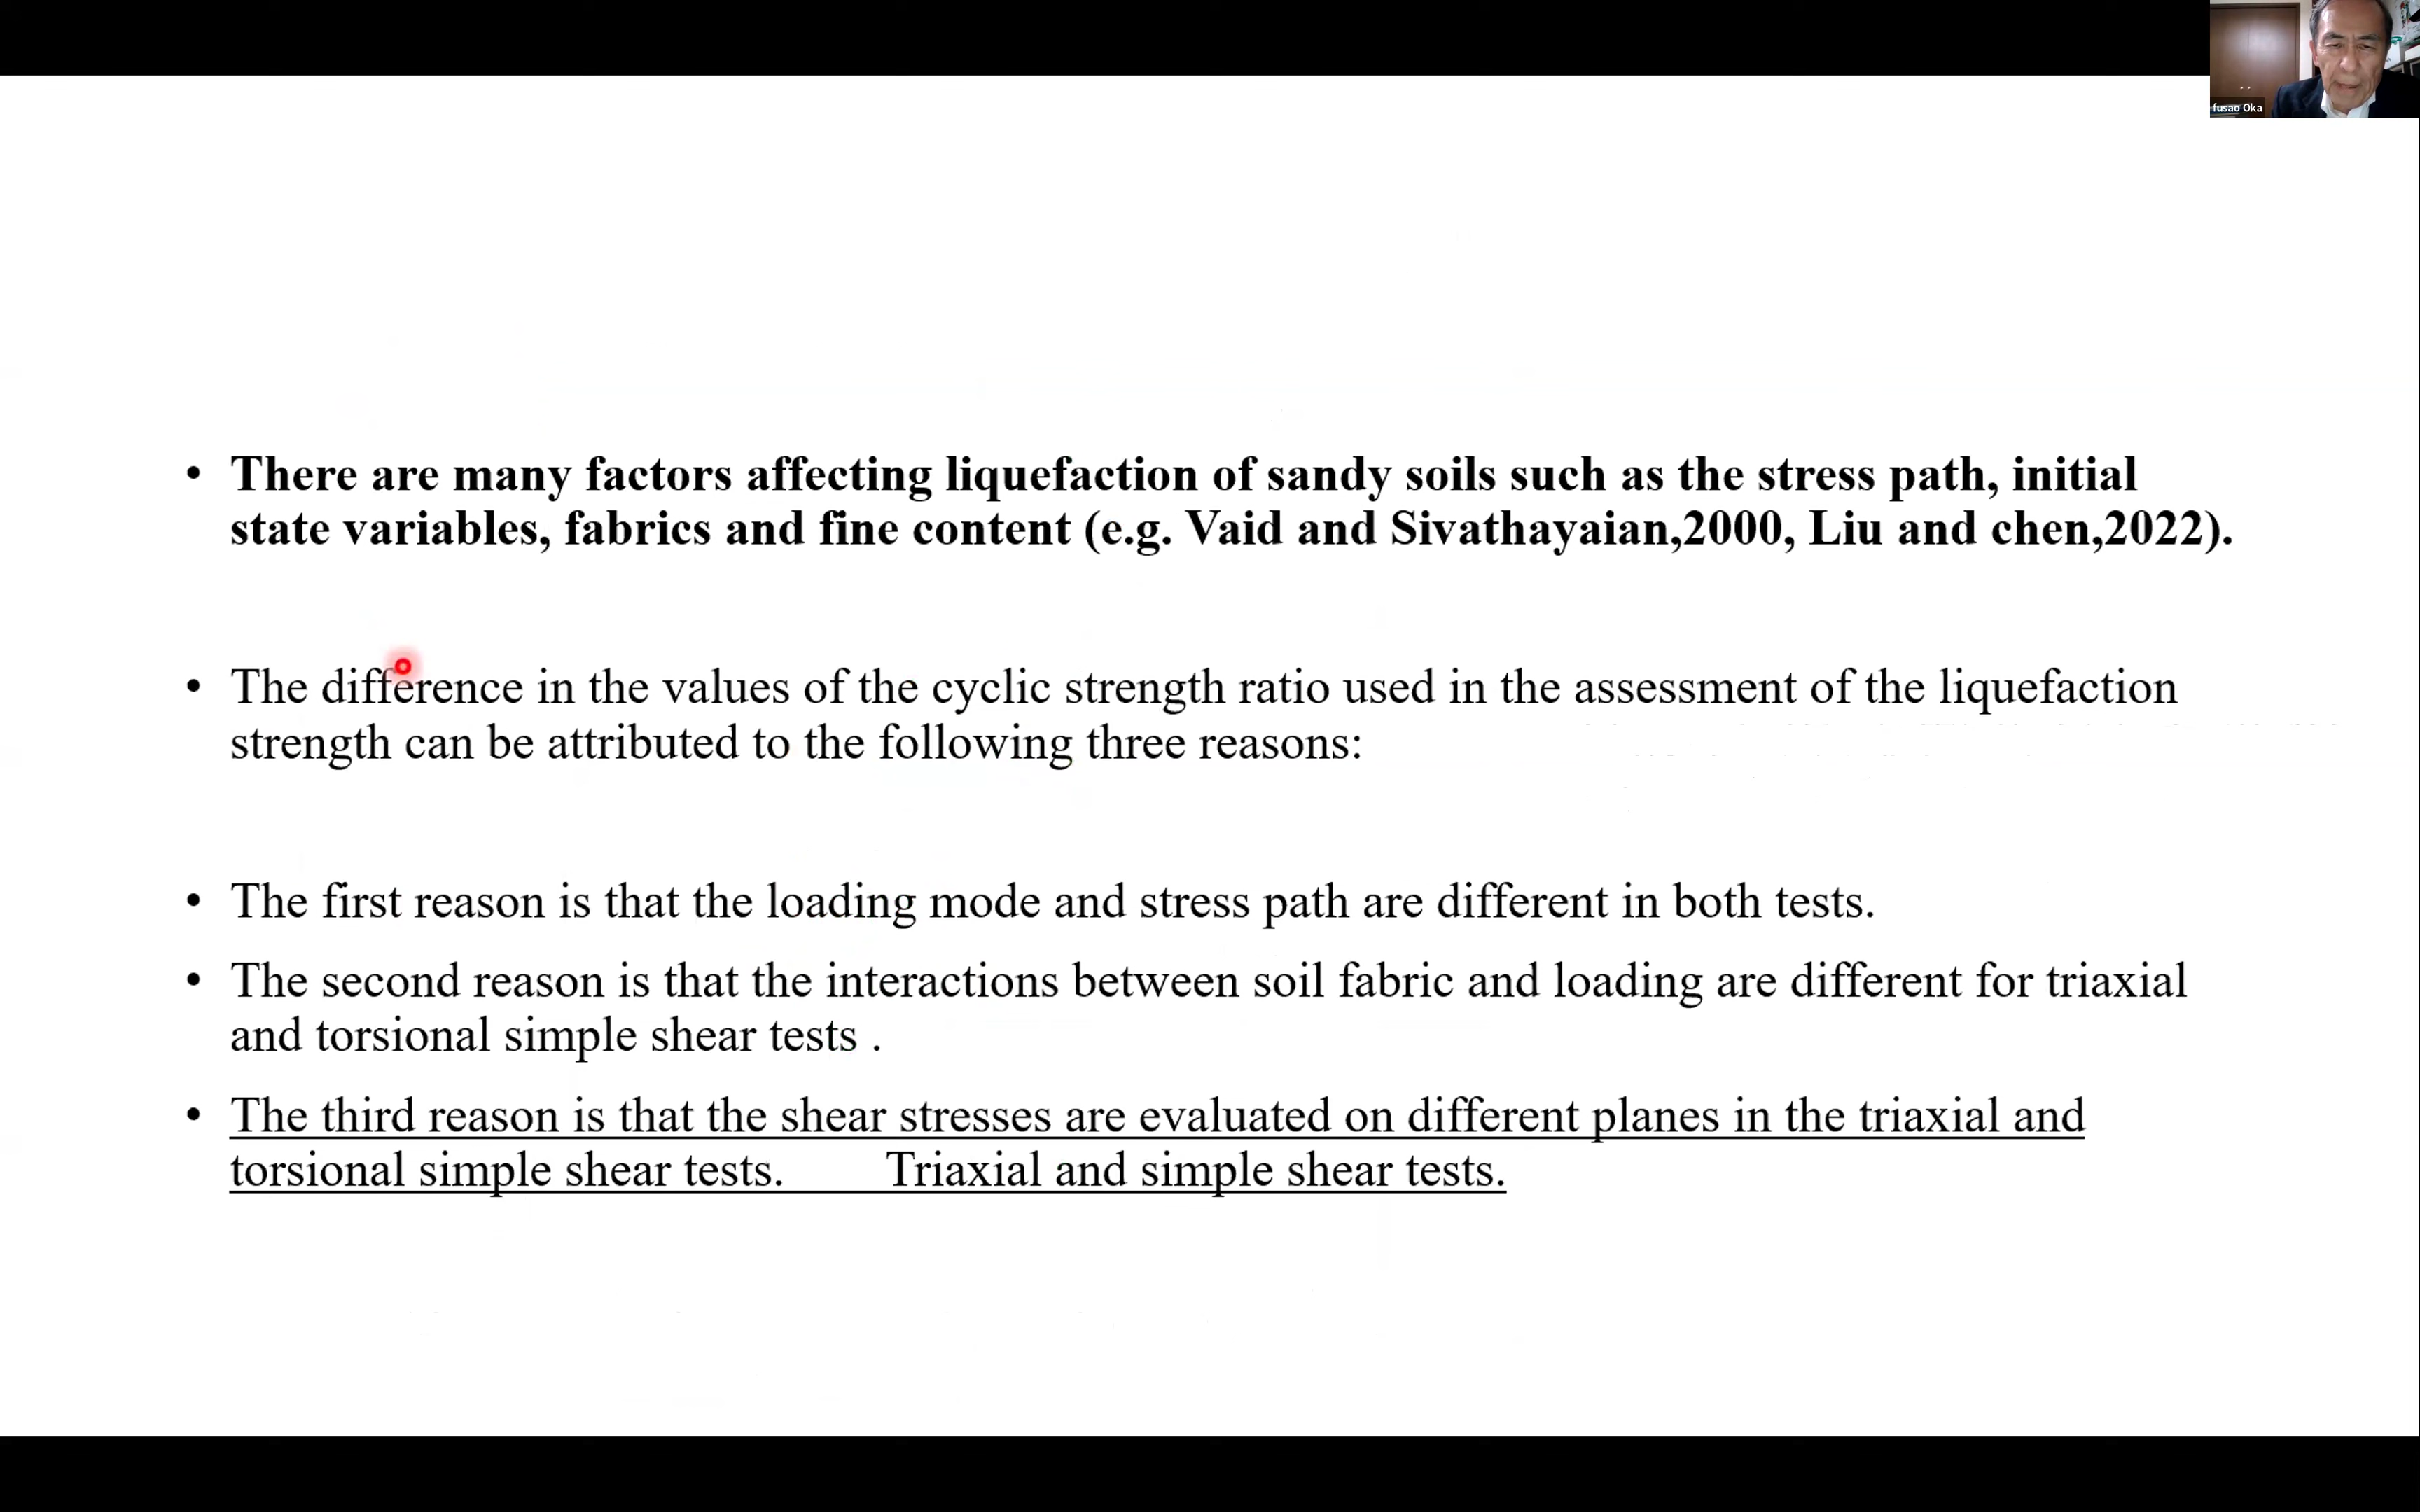 fusao Oka
• There are many factors affecting liquefaction of sandy soils such as the stress path, initial
state variables, fabrics and fine content (e.g. Vaid and Sivathayaian,2000, Liu and chen,2022).
• The difference in the values of the cyclic strength ratio used in the assessment of the liquefaction
strength can be attributed to the following three reasons:
• The first reason is that the loading mode and stress path are different in both tests.
• The second reason is that the interactions between soil fabric and loading are different for triaxial
and torsional simple shear tests .
• The third reason is that the shear stresses are evaluated on different planes in the triaxial and
torsional simple shear tests. Triaxial and simple shear tests.